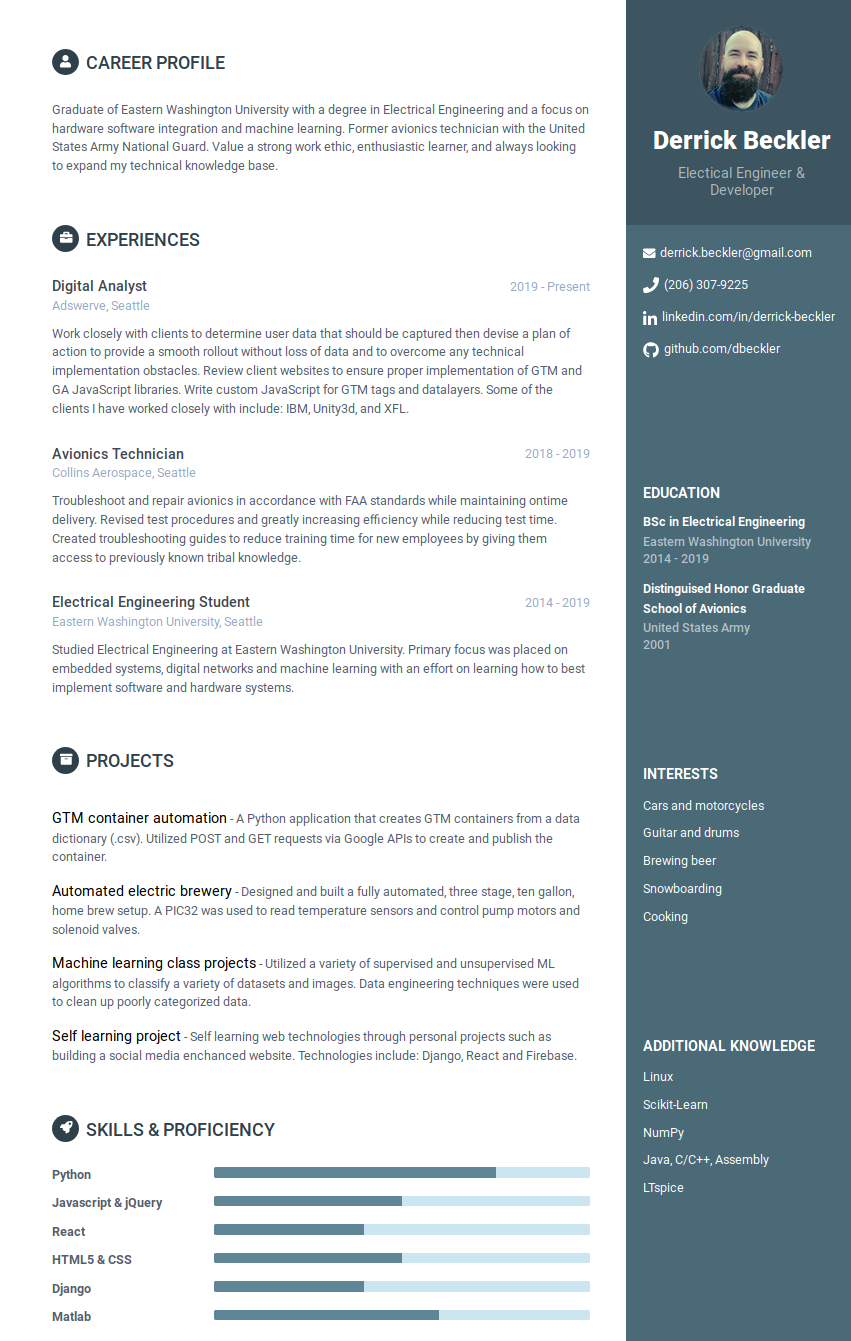 CAREER PROFILE
Graduate of Eastern Washington University with a degree in Electrical Engineering and a focus on
hardware software integration and machine learning. Former avionics technician with the United
States Army National Guard. Value a strong work ethic, enthusiastic learner, and always looking
to expand my technical knowledge base.
EXPERIENCES
Digital Analyst
2019 - Present
Adswerve, Seattle
Work closely with clients to determine user data that should be captured then devise a plan of
action to provide a smooth rollout without loss of data and to overcome any technical
implementation obstacles. Review client websites to ensure proper implementation of GTM and
GA JavaScript libraries. Write custom JavaScript for GTM tags and datalayers. Some of the
clients I have worked closely with include: IBM, Unity3d, and XFL.
Avionics Technician
2018 - 2019
Collins Aerospace, Seattle
Troubleshoot and repair avionics in accordance with FAA standards while maintaining ontime
delivery. Revised test procedures and greatly increasing efficiency while reducing test time.
Created troubleshooting guides to reduce training time for new employees by giving them
access to previously known tribal knowledge.
Electrical Engineering Student
2014 - 2019
Eastern Washington University, Seattle
Studied Electrical Engineering at Eastern Washington University. Primary focus was placed on
embedded systems, digital networks and machine learning with an effort on learning how to best
implement software and hardware systems.
PROJECTS
GTM container automation - A Python application that creates GTM containers from a data
dictionary (.csv). Utilized POST and GET requests via Google APIs to create and publish the
container.
Automated electric brewery - Designed and built a fully automated, three stage, ten gallon,
home brew setup. A PIC32 was used to read temperature sensors and control pump motors and
solenoid valves.
Machine learning class projects - Utilized a variety of supervised and unsupervised ML
algorithms to classify a variety of datasets and images. Data engineering techniques were used
to clean up poorly categorized data.
Self learning project - Self learning web technologies through personal projects such as
building a social media enchanced website. Technologies include: Django, React and Firebase.
SKILLS & PROFICIENCY
Python
Javascript & jQuery
React
HTML5 & CSS
Django
Matlab
Derrick Beckler
Electical Engineer &
Developer
derrick.beckler@gmail.com
(206) 307-9225
linkedin.com/in/derrick-beckler
github.com/dbeckler
EDUCATION
BSc in Electrical Engineering
Eastern Washington University
2014 - 2019
Distinguised Honor Graduate
School of Avionics
United States Army
2001
INTERESTS
Cars and motorcycles
Guitar and drums
Brewing beer
Snowboarding
Cooking
ADDITIONAL KNOWLEDGE
Linux
Scikit-Learn
NumPy
Java, C/C++, Assembly
LTspice